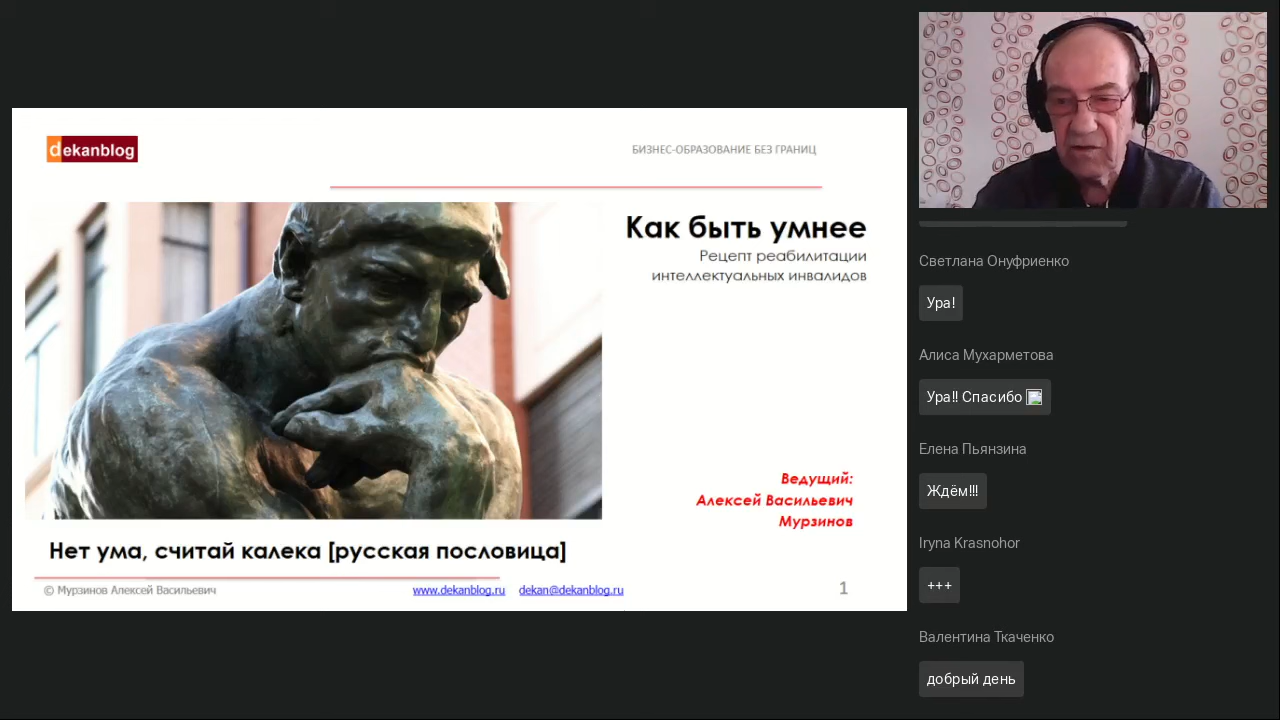 dekanblog
БИЗНЕС-ОБРАЗОВАНИЕ БЕЗ ГРАНИЦ
Как быть умнее
Рецепт реабилитации
интеллектуальных инвалидов
Ведущий:
Алексей Васильевич
Мурзинов
Нет ума, считай калека [русская пословица]
© Мурзинов Алексей Васильевич
www.dekanblog.ru dekan@dekanblog.ru
1
Светлана Онуфриенко
Ура!
Алиса Мухарметова
Ура!! Спасибо
Елена Пьянзина
Ждём!!!
Iryna Krasnohor
+++
Валентина Ткаченко
добрый день